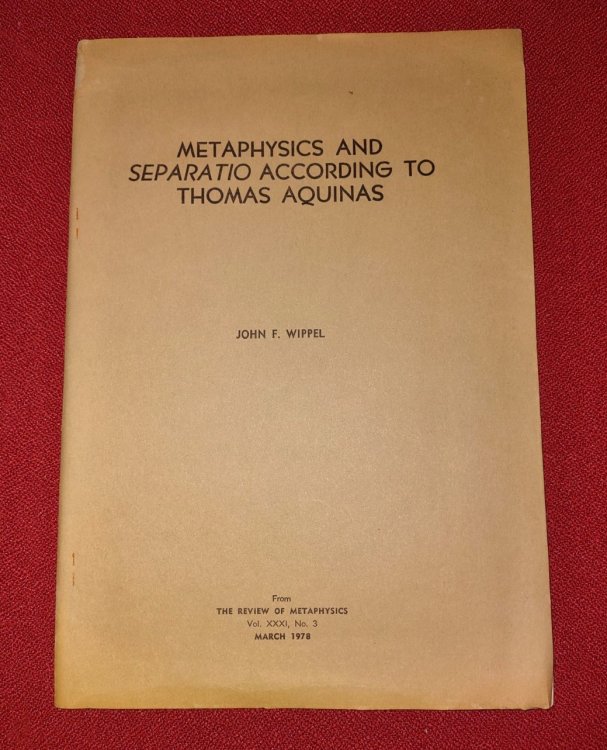 METAPHYSICS AND
SEPARATIO ACCORDING TO
THOMAS AQUINAS
JOHN F. WIPPEL
From
THE REVIEW OF METAPHYSICS
Vol. XXXI, No. 3
MARCH 1978